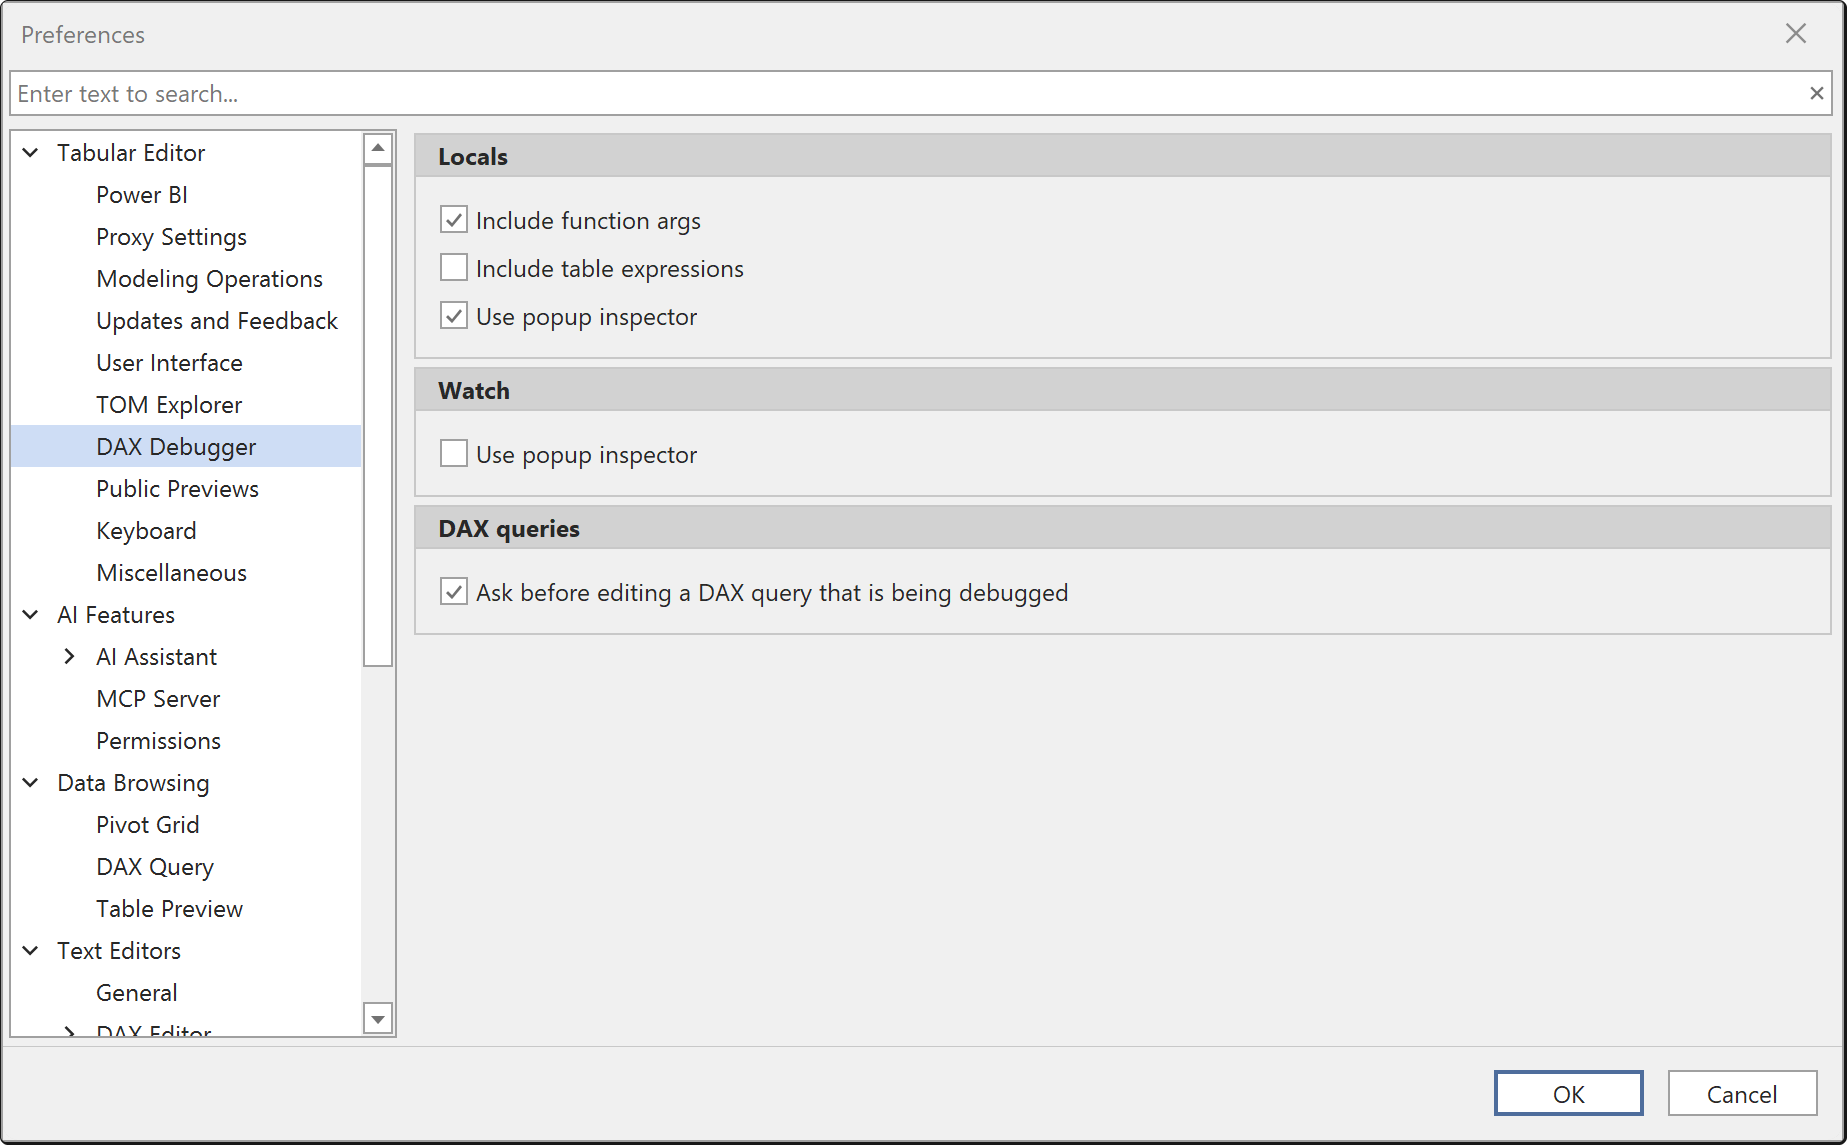 Preferences
Enter text to search...
Tabular Editor
Power BI
Proxy Settings
Modeling Operations
Updates and Feedback
User Interface
TOM Explorer
DAX Debugger
Public Previews
Keyboard
Miscellaneous
AI Features
AI Assistant
MCP Server
Permissions
Data Browsing
Pivot Grid
DAX Query
Table Preview
Text Editors
General
DAX Editor
Locals
Include function args
Include table expressions
Use popup inspector
Watch
Use popup inspector
DAX queries
Ask before editing a DAX query that is being debugged
OK
Cancel